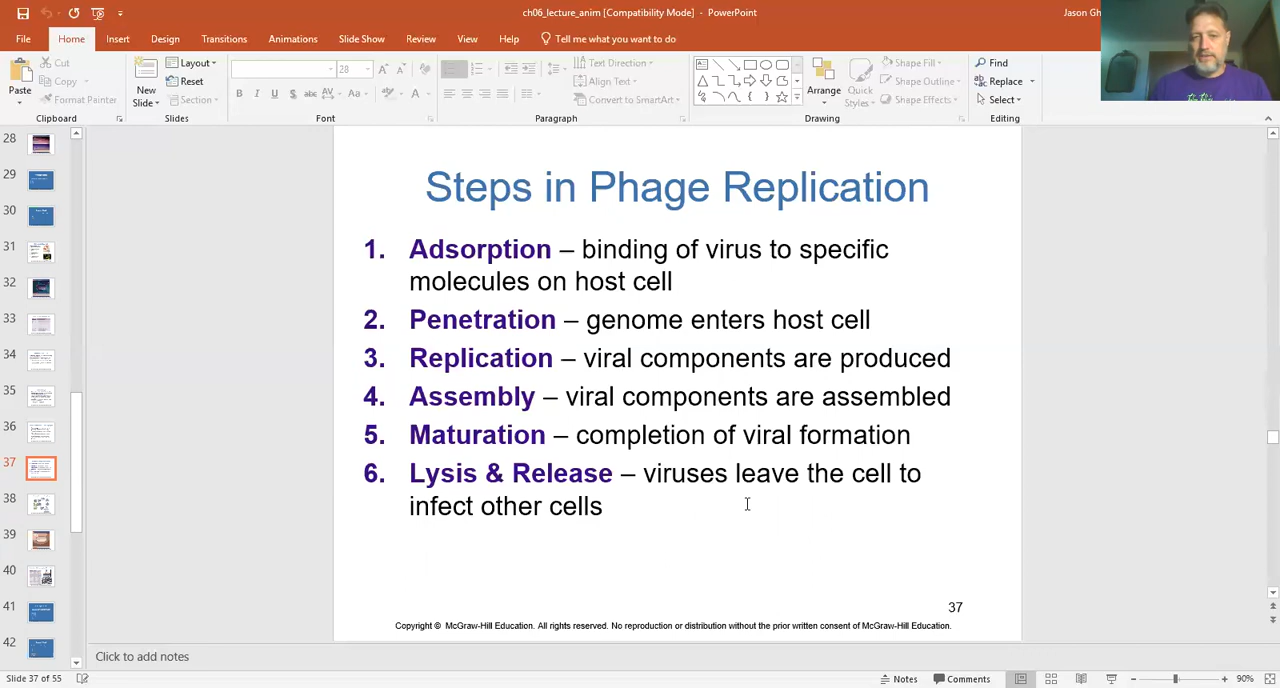 ch06_lecture_anim [Compatibility Mode] - PowerPoint
Jason Gh
File Home Insert Design Transitions Animations Slide Show Review View Help Tell me what you want to do
Paste
Cut
Copy
Format Painter
Clipboard
New Slide
Layout
Reset
Section
Slides
28
B I U S abc AV Aa A
Font
Text Direction
Align Text
Convert to SmartArt
Paragraph
Arrange
Quick Styles
Shape Fill
Shape Outline
Shape Effects
Drawing
Find
Replace
Select
Editing
28
29
30
31
32
33
34
35
36
37
38
39
40
41
42
Steps in Phage Replication
1. Adsorption – binding of virus to specific
molecules on host cell
2. Penetration – genome enters host cell
3. Replication – viral components are produced
4. Assembly – viral components are assembled
5. Maturation – completion of viral formation
6. Lysis & Release – viruses leave the cell to
infect other cells
37
Copyright © McGraw-Hill Education. All rights reserved. No reproduction or distribution without the prior written consent of McGraw-Hill Education.
Click to add notes
Slide 37 of 55
Notes
Comments
90%